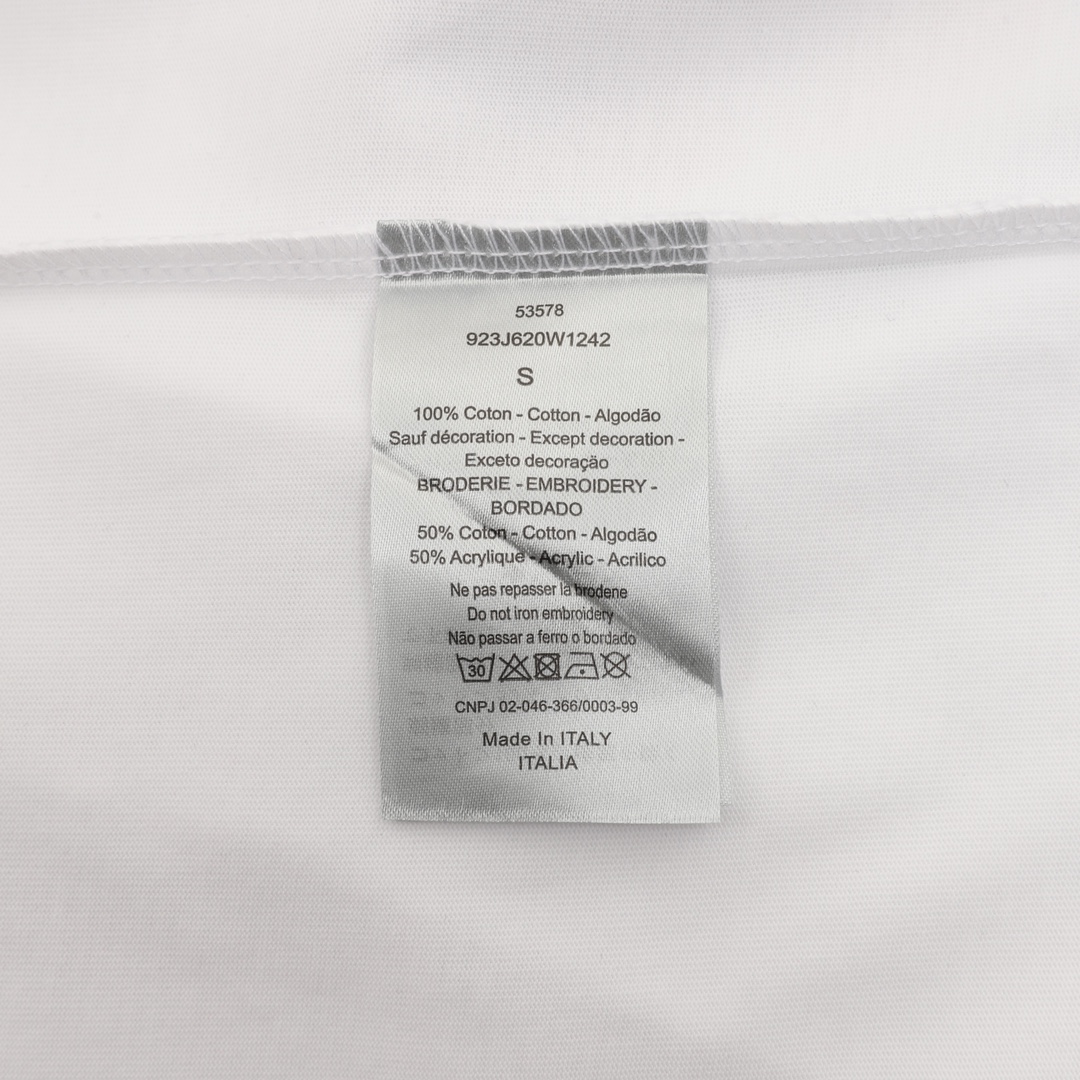 53578
923J620W1242
S
100% Coton - Cotton - Algodão
Sauf décoration - Except decoration -
Exceto decoração
BRODERIE - EMBROIDERY -
BORDADO
50% Coton - Cotton - Algodão
50% Acrylique - Acrylic - Acrilico
Ne pas repasser la brodene
Do not iron embroidery
Não passar a ferro o bordado
30
CNPJ 02-046-366/0003-99
Made In ITALY
ITALIA